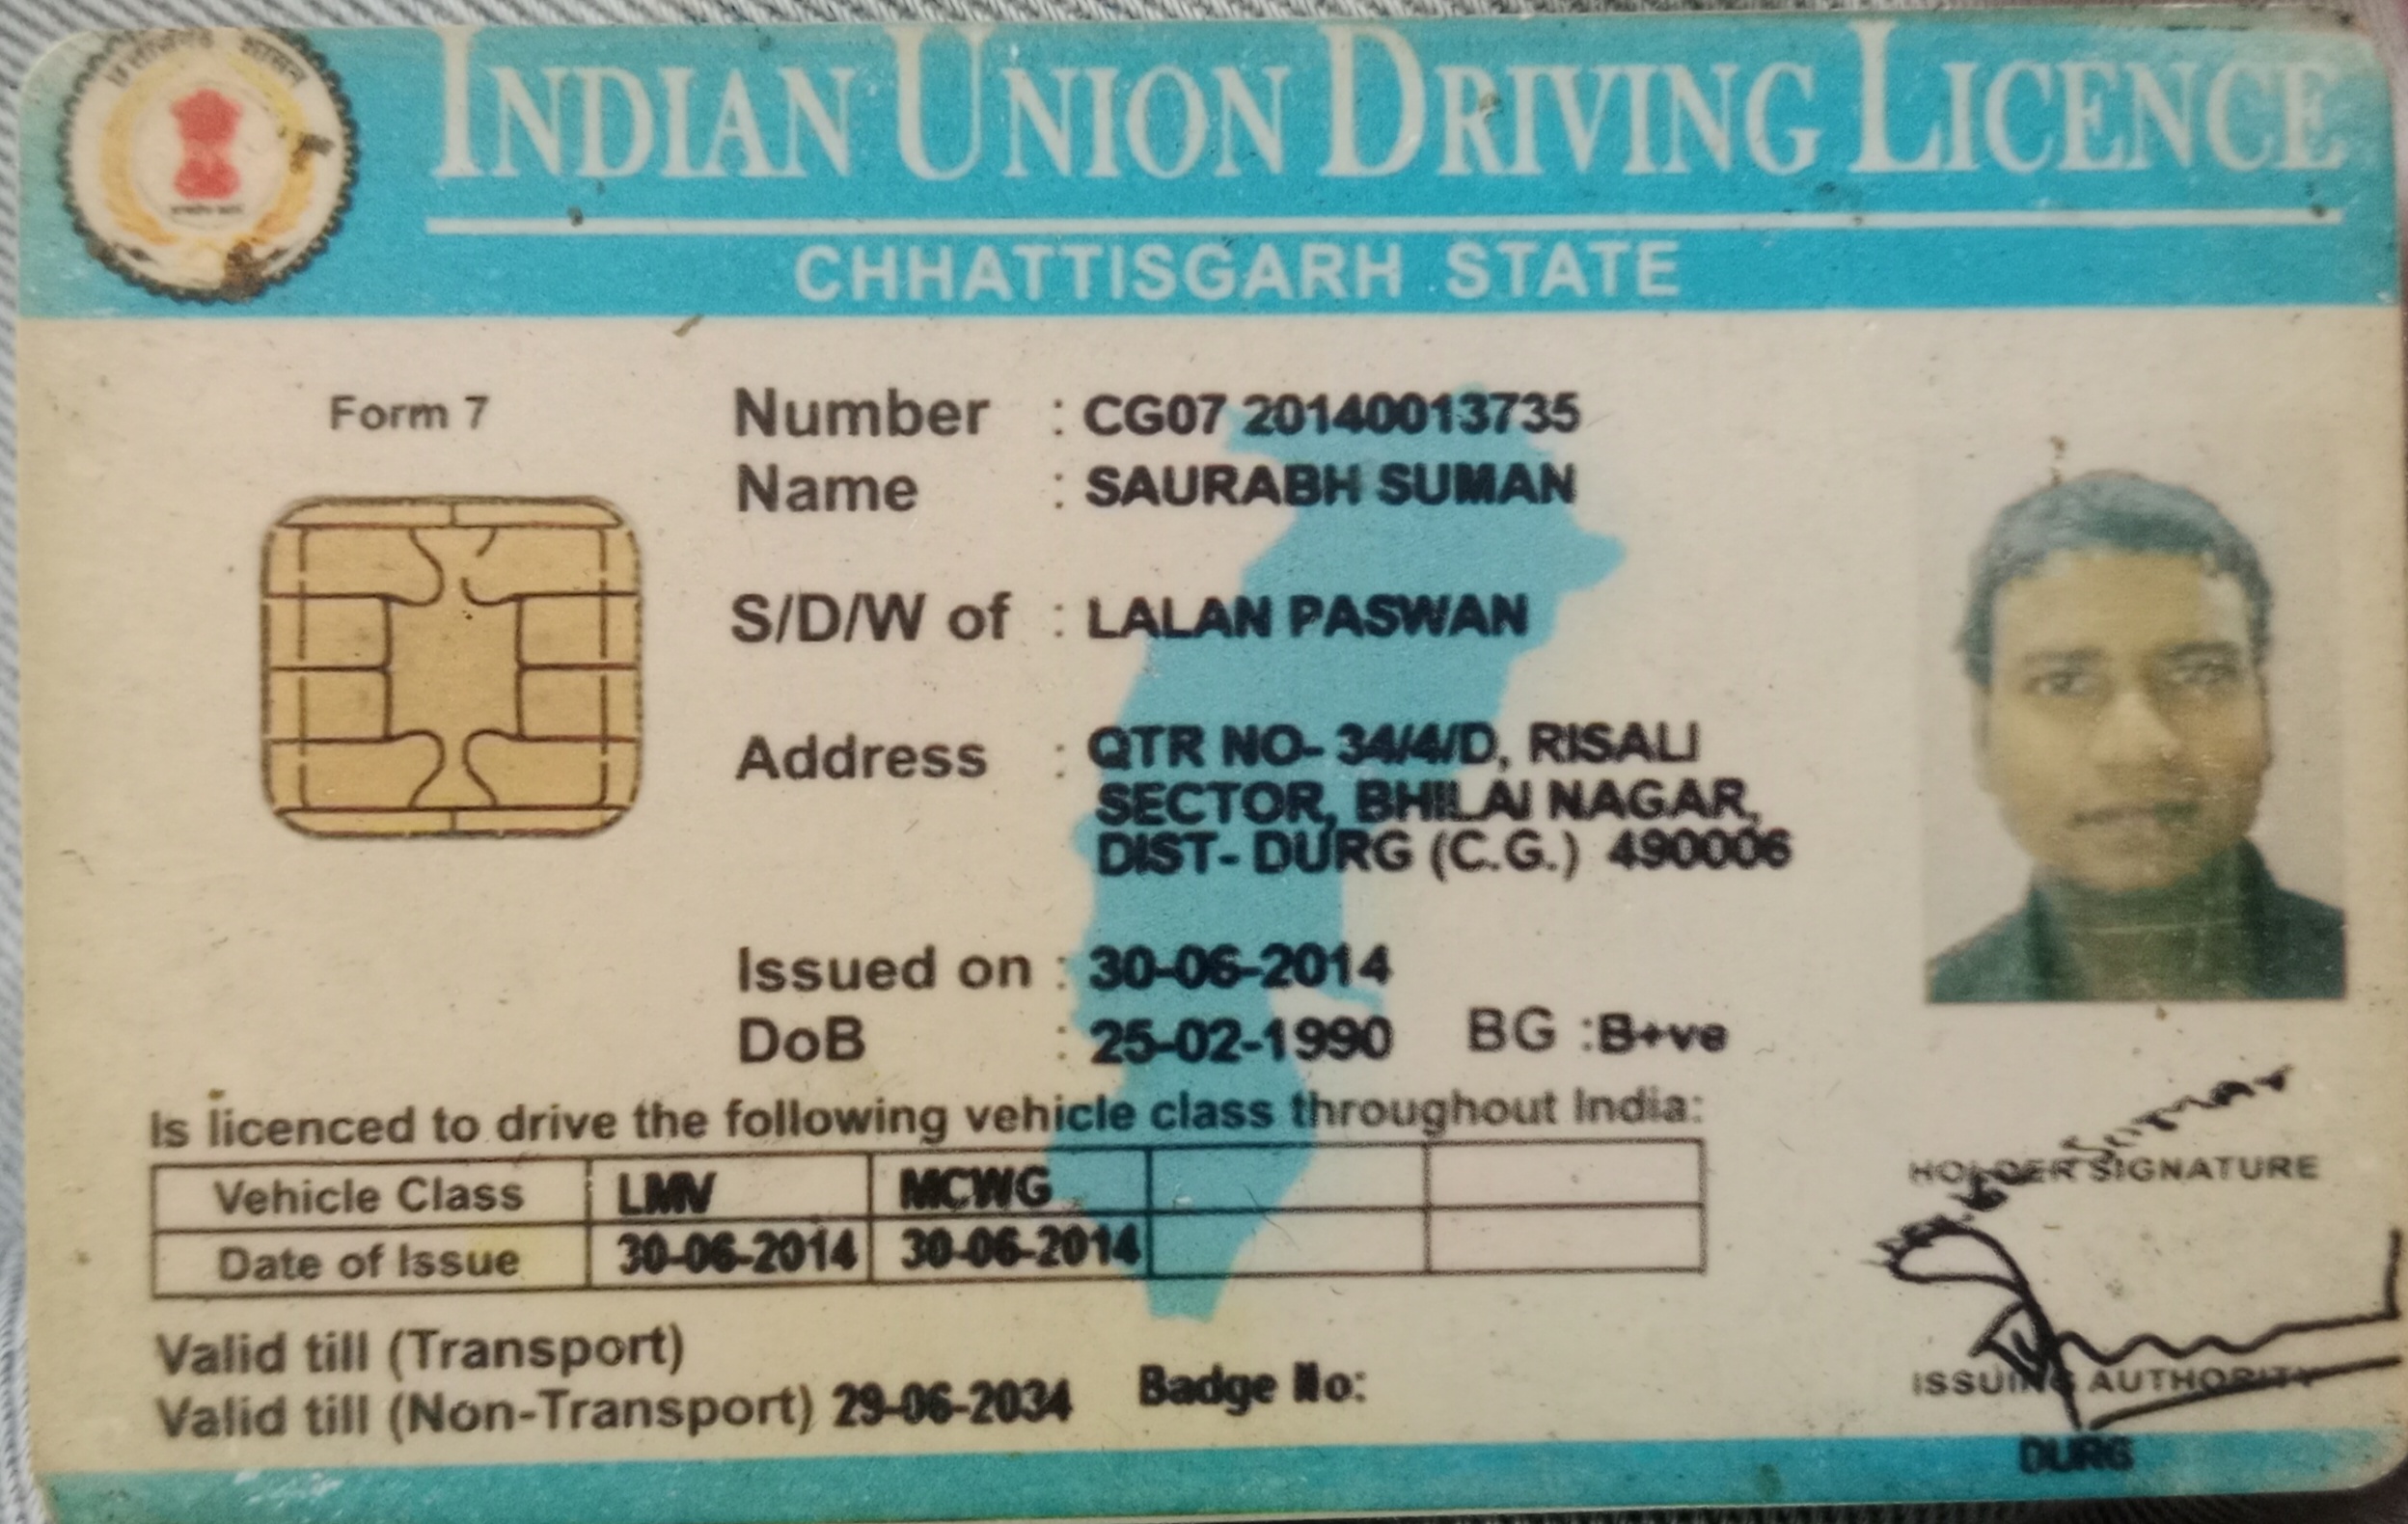 छत्तीसगढ़ शासन
INDIAN UNION DRIVING LICENCE
CHHATTISGARH STATE
Form 7
Number : CG07 20140013735
Name : SAURABH SUMAN
S/D/W of : LALAN PASWAN
Address : QTR NO- 34/4/D, RISALI
SECTOR, BHILAI NAGAR,
DIST- DURG (C.G.) 490006
Issued on : 30-06-2014
DoB : 25-02-1990 BG :B+ve
Is licenced to drive the following vehicle class throughout India:
Vehicle Class LMV MCWG
Date of Issue 30-06-2014 30-06-2014
Valid till (Transport)
Valid till (Non-Transport) 29-06-2034 Badge No:
Suman
HOLDER SIGNATURE
ISSUING AUTHORITY
DURG